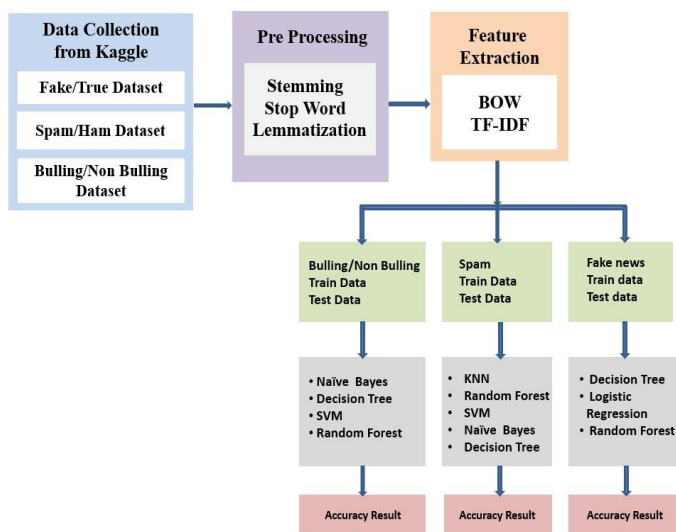 Data Collection
from Kaggle
Fake/True Dataset
Spam/Ham Dataset
Bulling/Non Bulling
Dataset
Pre Processing
Stemming
Stop Word
Lemmatization
Feature
Extraction
BOW
TF-IDF
Bulling/Non Bulling
Train Data
Test Data
Spam
Train Data
Test Data
Fake news
Train data
Test data
• Naïve Bayes
• Decision Tree
• SVM
• Random Forest
• KNN
• Random Forest
• SVM
• Naïve Bayes
• Decision Tree
• Decision Tree
• Logistic
Regression
• Random Forest
Accuracy Result
Accuracy Result
Accuracy Result